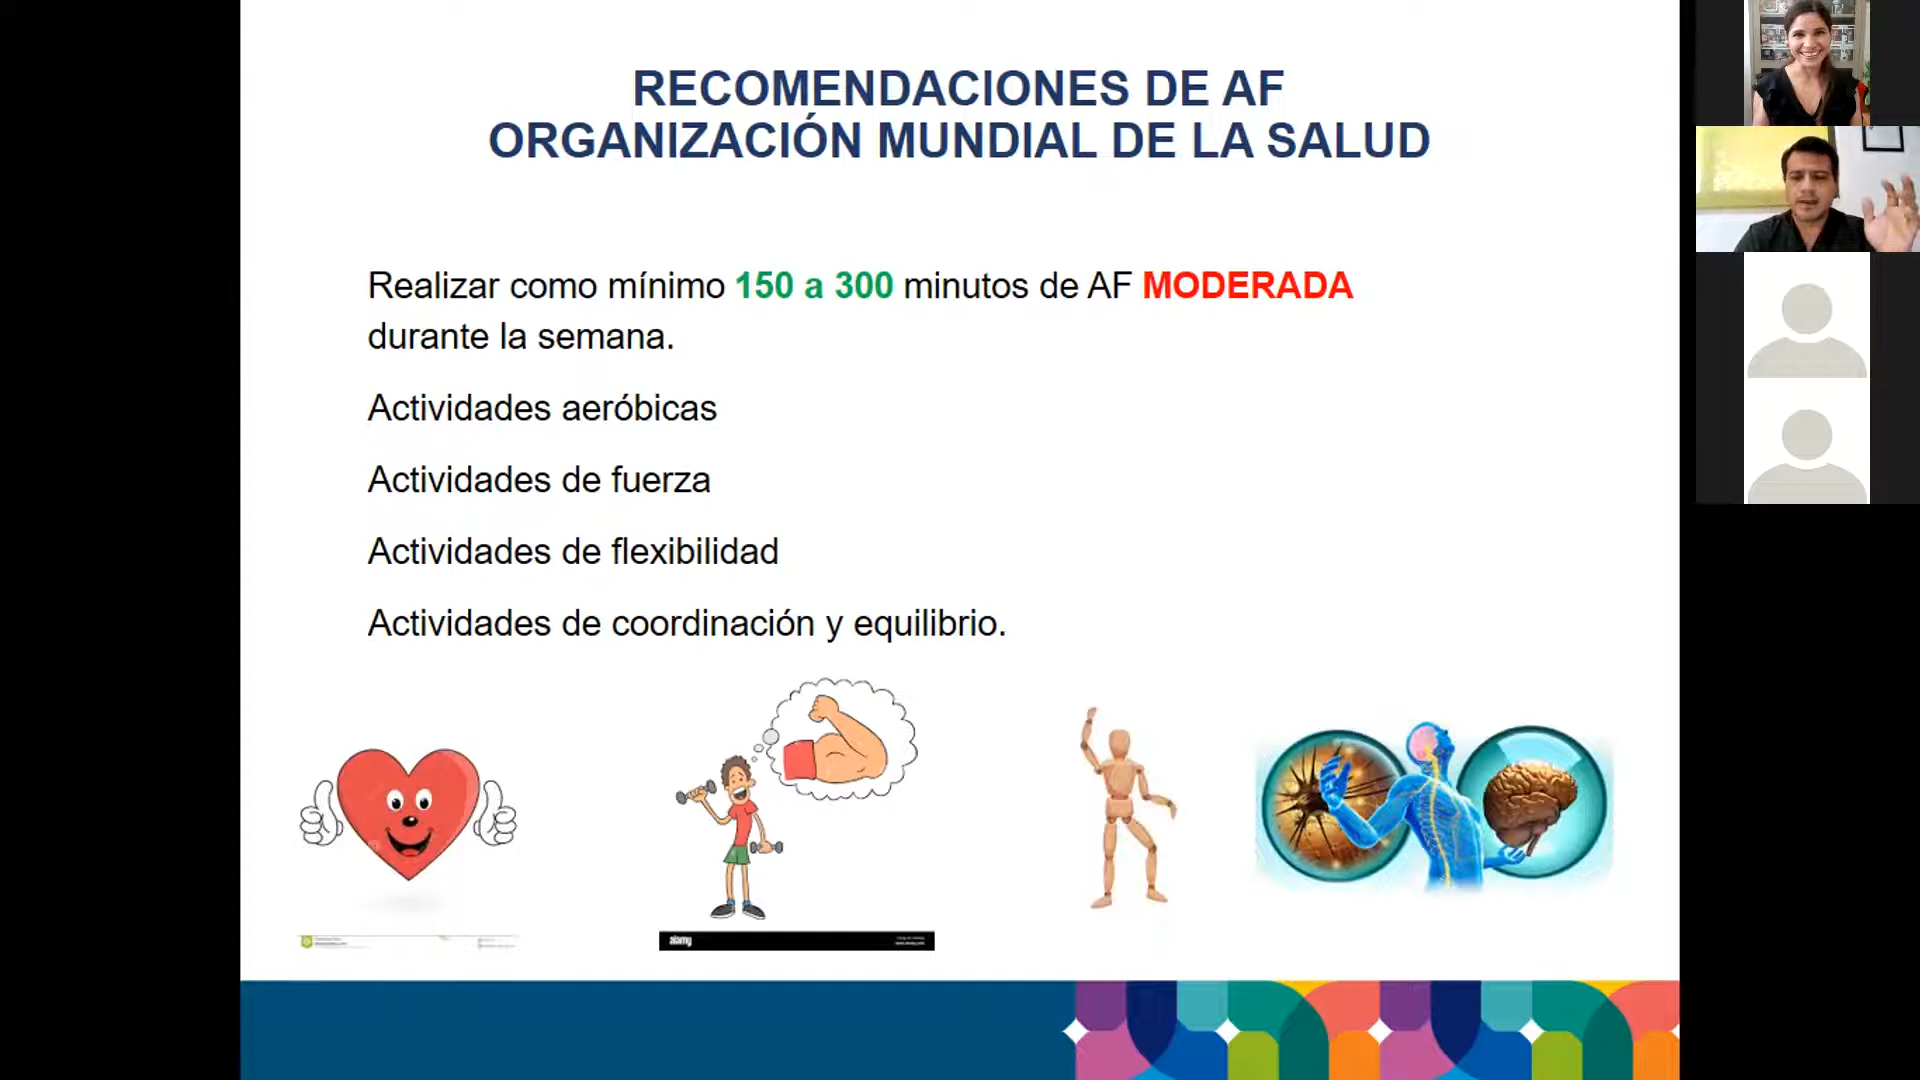 RECOMENDACIONES DE AF
ORGANIZACIÓN MUNDIAL DE LA SALUD
Realizar como mínimo 150 a 300 minutos de AF MODERADA
durante la semana.
Actividades aeróbicas
Actividades de fuerza
Actividades de flexibilidad
Actividades de coordinación y equilibrio.
alamy